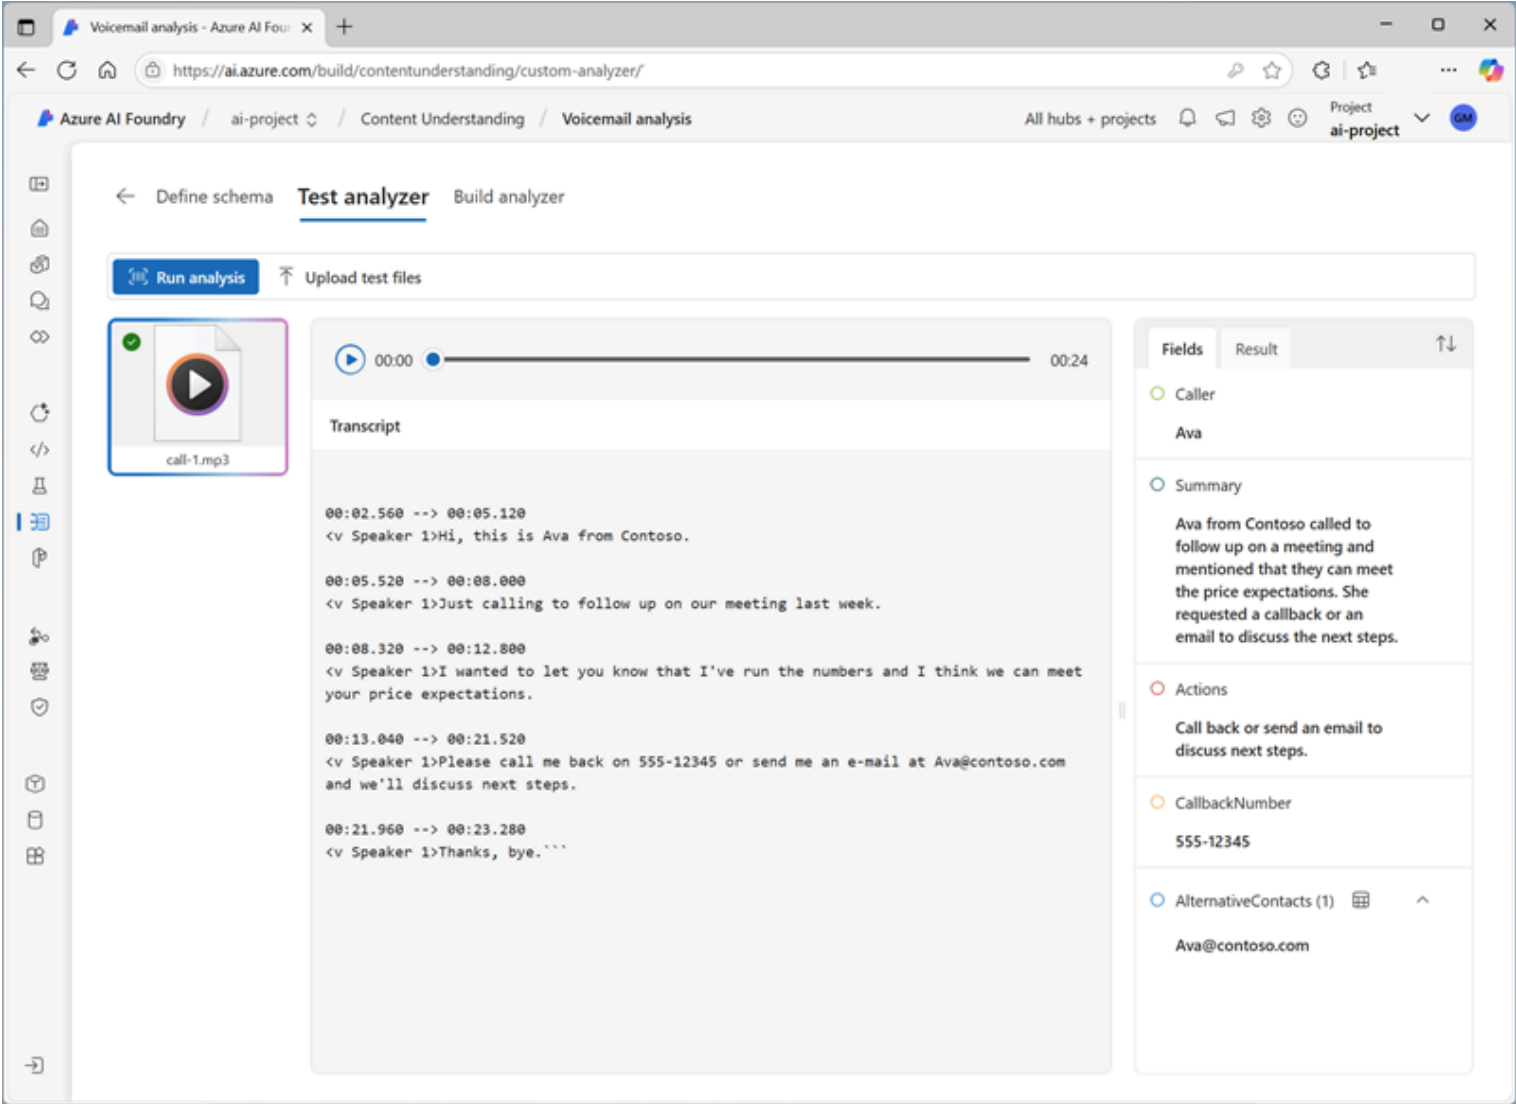 Voicemail analysis - Azure AI Four
https://ai.azure.com/build/contentunderstanding/custom-analyzer/
Azure AI Foundry / ai-project / Content Understanding / Voicemail analysis
All hubs + projects
Project
ai-project
GM
Define schema
Test analyzer
Build analyzer
Run analysis
Upload test files
call-1.mp3
00:00
00:24
Transcript
00:02.560 --> 00:05.120
<v Speaker 1>Hi, this is Ava from Contoso.
00:05.520 --> 00:08.000
<v Speaker 1>Just calling to follow up on our meeting last week.
00:08.320 --> 00:12.800
<v Speaker 1>I wanted to let you know that I've run the numbers and I think we can meet
your price expectations.
00:13.040 --> 00:21.520
<v Speaker 1>Please call me back on 555-12345 or send me an e-mail at Ava@contoso.com
and we'll discuss next steps.
00:21.960 --> 00:23.280
<v Speaker 1>Thanks, bye.```
Fields
Result
Caller
Ava
Summary
Ava from Contoso called to
follow up on a meeting and
mentioned that they can meet
the price expectations. She
requested a callback or an
email to discuss the next steps.
Actions
Call back or send an email to
discuss next steps.
CallbackNumber
555-12345
AlternativeContacts (1)
Ava@contoso.com